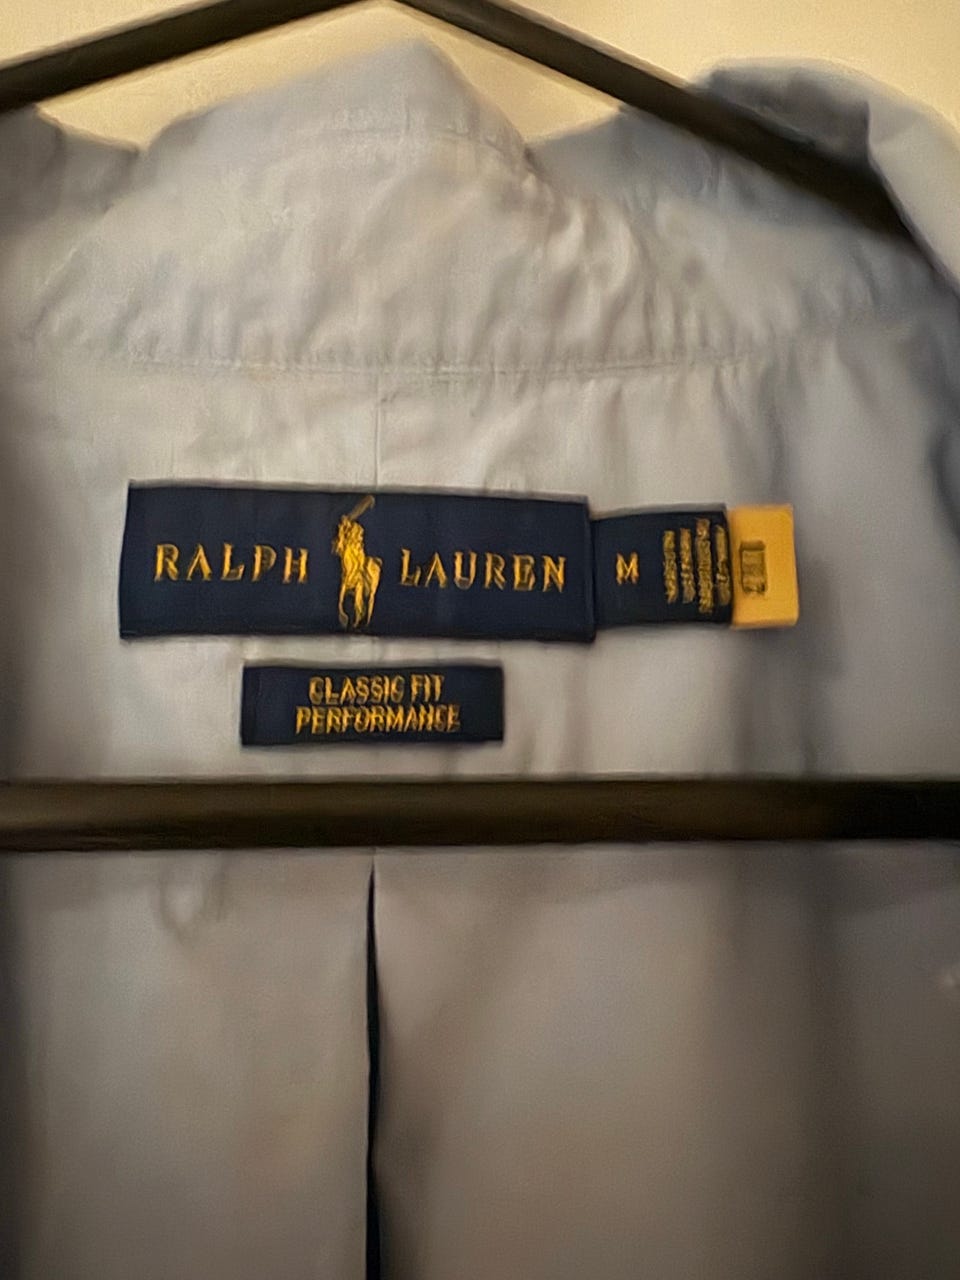 RALPH LAUREN
M
CLASSIC FIT
PERFORMANCE